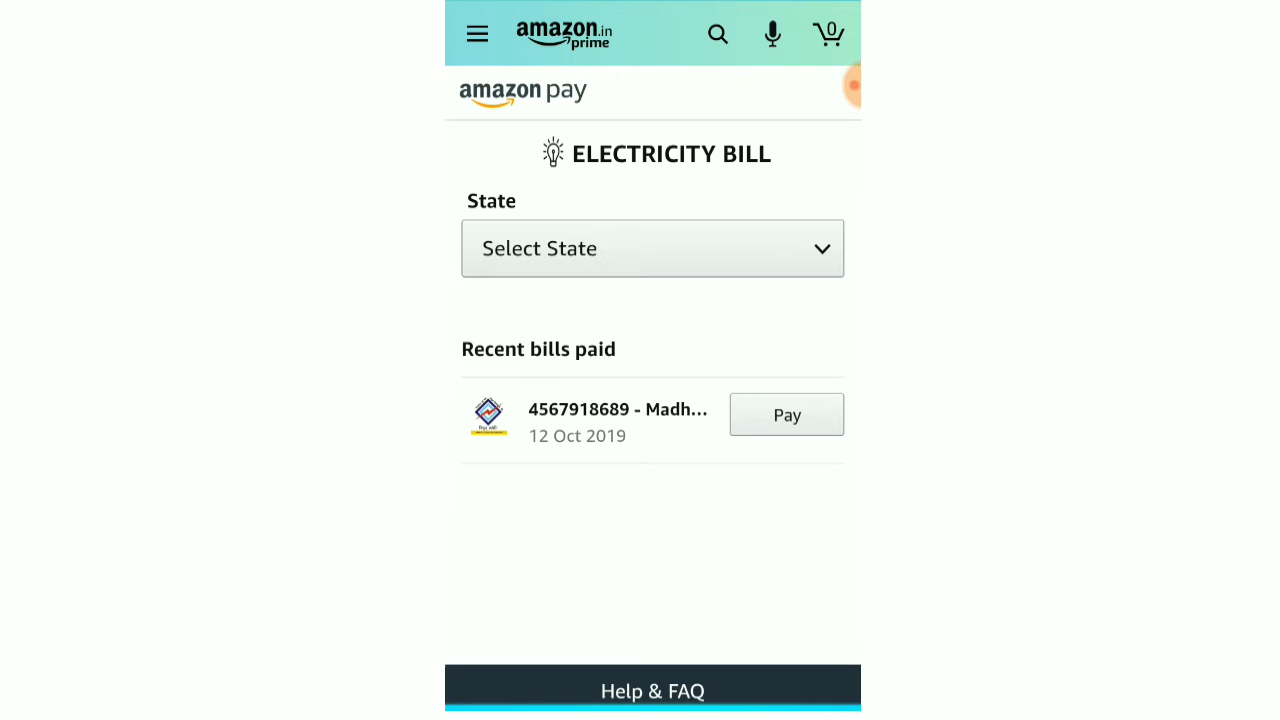 amazon.in
prime
0
amazon pay
ELECTRICITY BILL
State
Select State
Recent bills paid
4567918689 - Madh...
12 Oct 2019
Pay
Help & FAQ